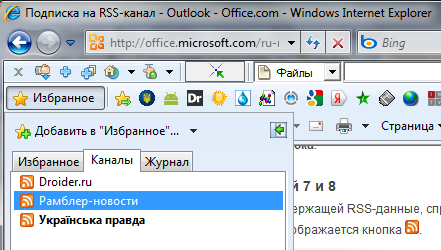 Подписка на RSS-канал - Outlook - Office.com - Windows Internet Explorer
http://office.microsoft.com/ru-
Bing
Файлы
Избранное
Dr
Добавить в "Избранное"...
Страница
Избранное
Каналы
Журнал
Droider.ru
Рамблер-новости
Українська правда
й 7 и 8
держащей RSS-данные, спр
ображается кнопка